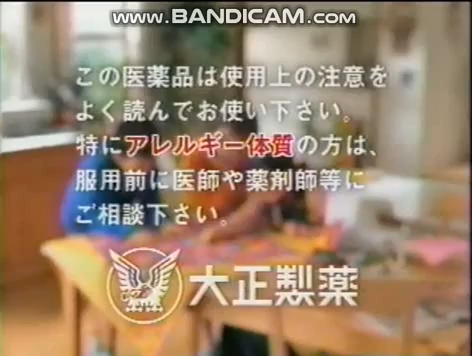 www.BANDICAM.com
この医薬品は使用上の注意を
よく読んでお使い下さい。
特にアレルギー体質の方は、
服用前に医師や薬剤師等に
ご相談下さい。
大正製薬